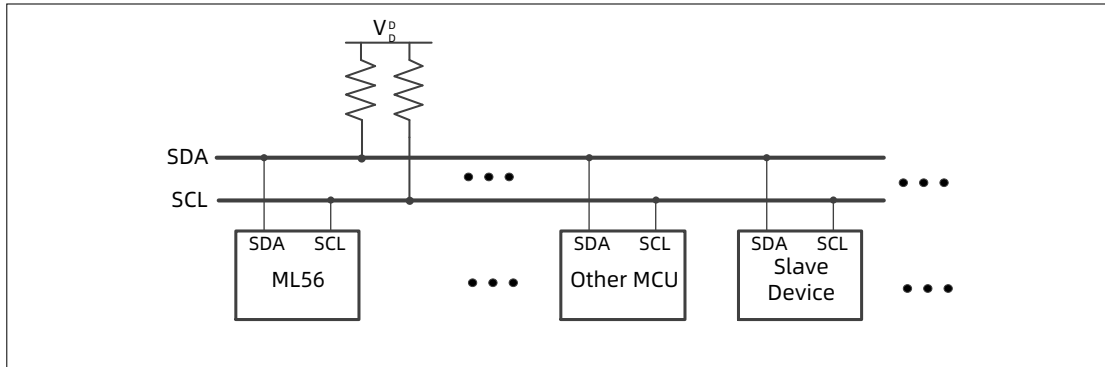 VDD
SDA
SCL
SDA SCL SDA SCL SDA SCL
ML56 Other MCU Slave
Device